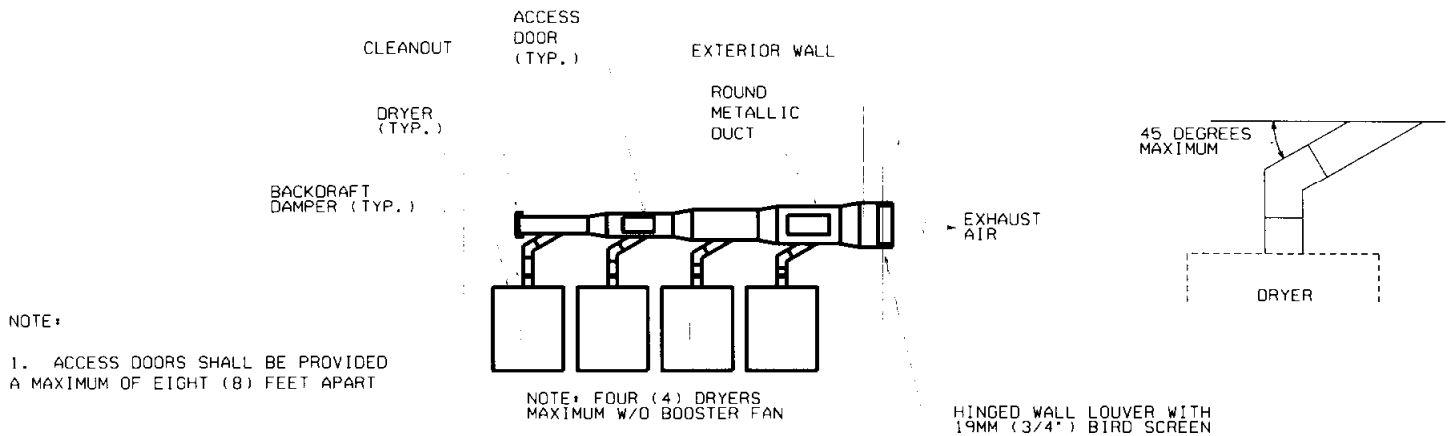 ACCESS
DOOR
(TYP.)
CLEANOUT
EXTERIOR WALL
DRYER
(TYP.)
ROUND
METALLIC
DUCT
45 DEGREES
MAXIMUM
BACKDRAFT
DAMPER (TYP.)
EXHAUST
AIR
DRYER
NOTE:
1. ACCESS DOORS SHALL BE PROVIDED
A MAXIMUM OF EIGHT (8) FEET APART
NOTE: FOUR (4) DRYERS
MAXIMUM W/O BOOSTER FAN
HINGED WALL LOUVER WITH
19MM (3/4") BIRD SCREEN